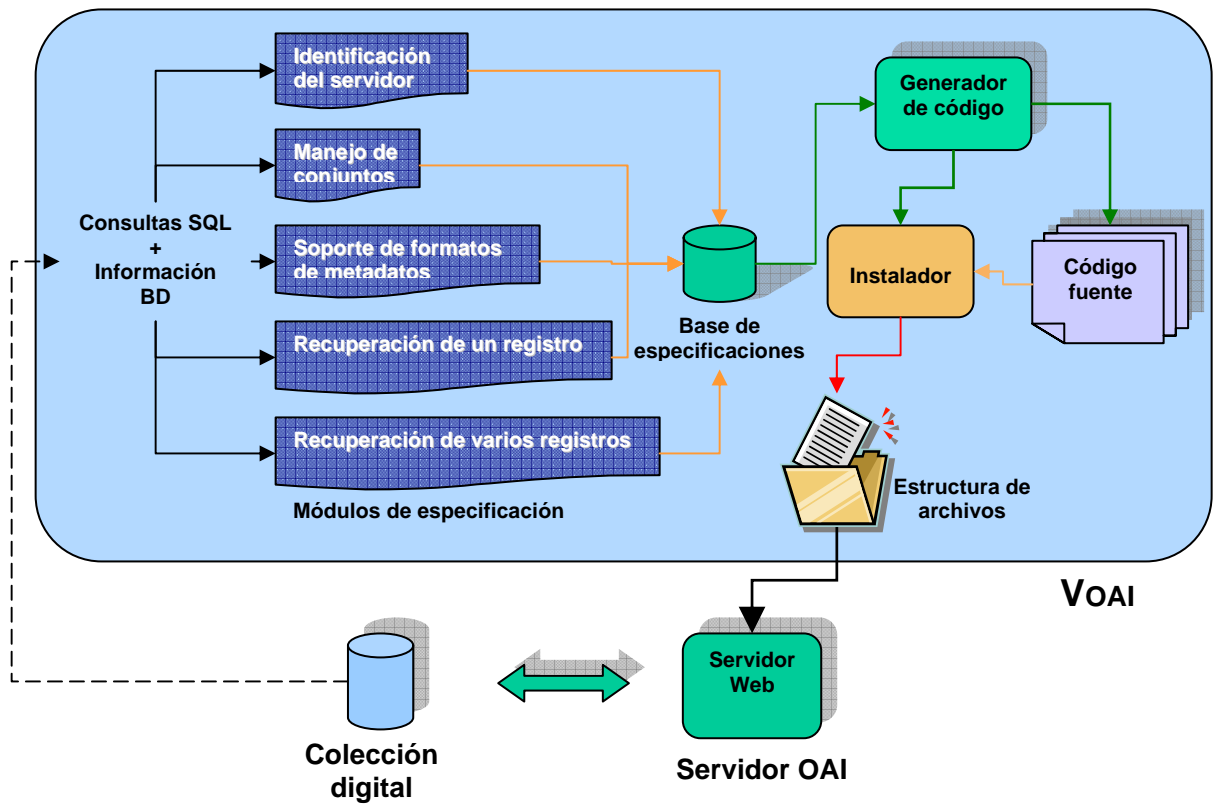 Identificación
del servidor
Manejo de
conjuntos
Consultas SQL
+
Información
BD
Soporte de formatos
de metadatos
Recuperación de un registro
Recuperación de varios registros
Módulos de especificación
Base de
especificaciones
Generador
de código
Instalador
Código
fuente
Estructura de
archivos
VOAI
Colección
digital
Servidor
Web
Servidor OAI